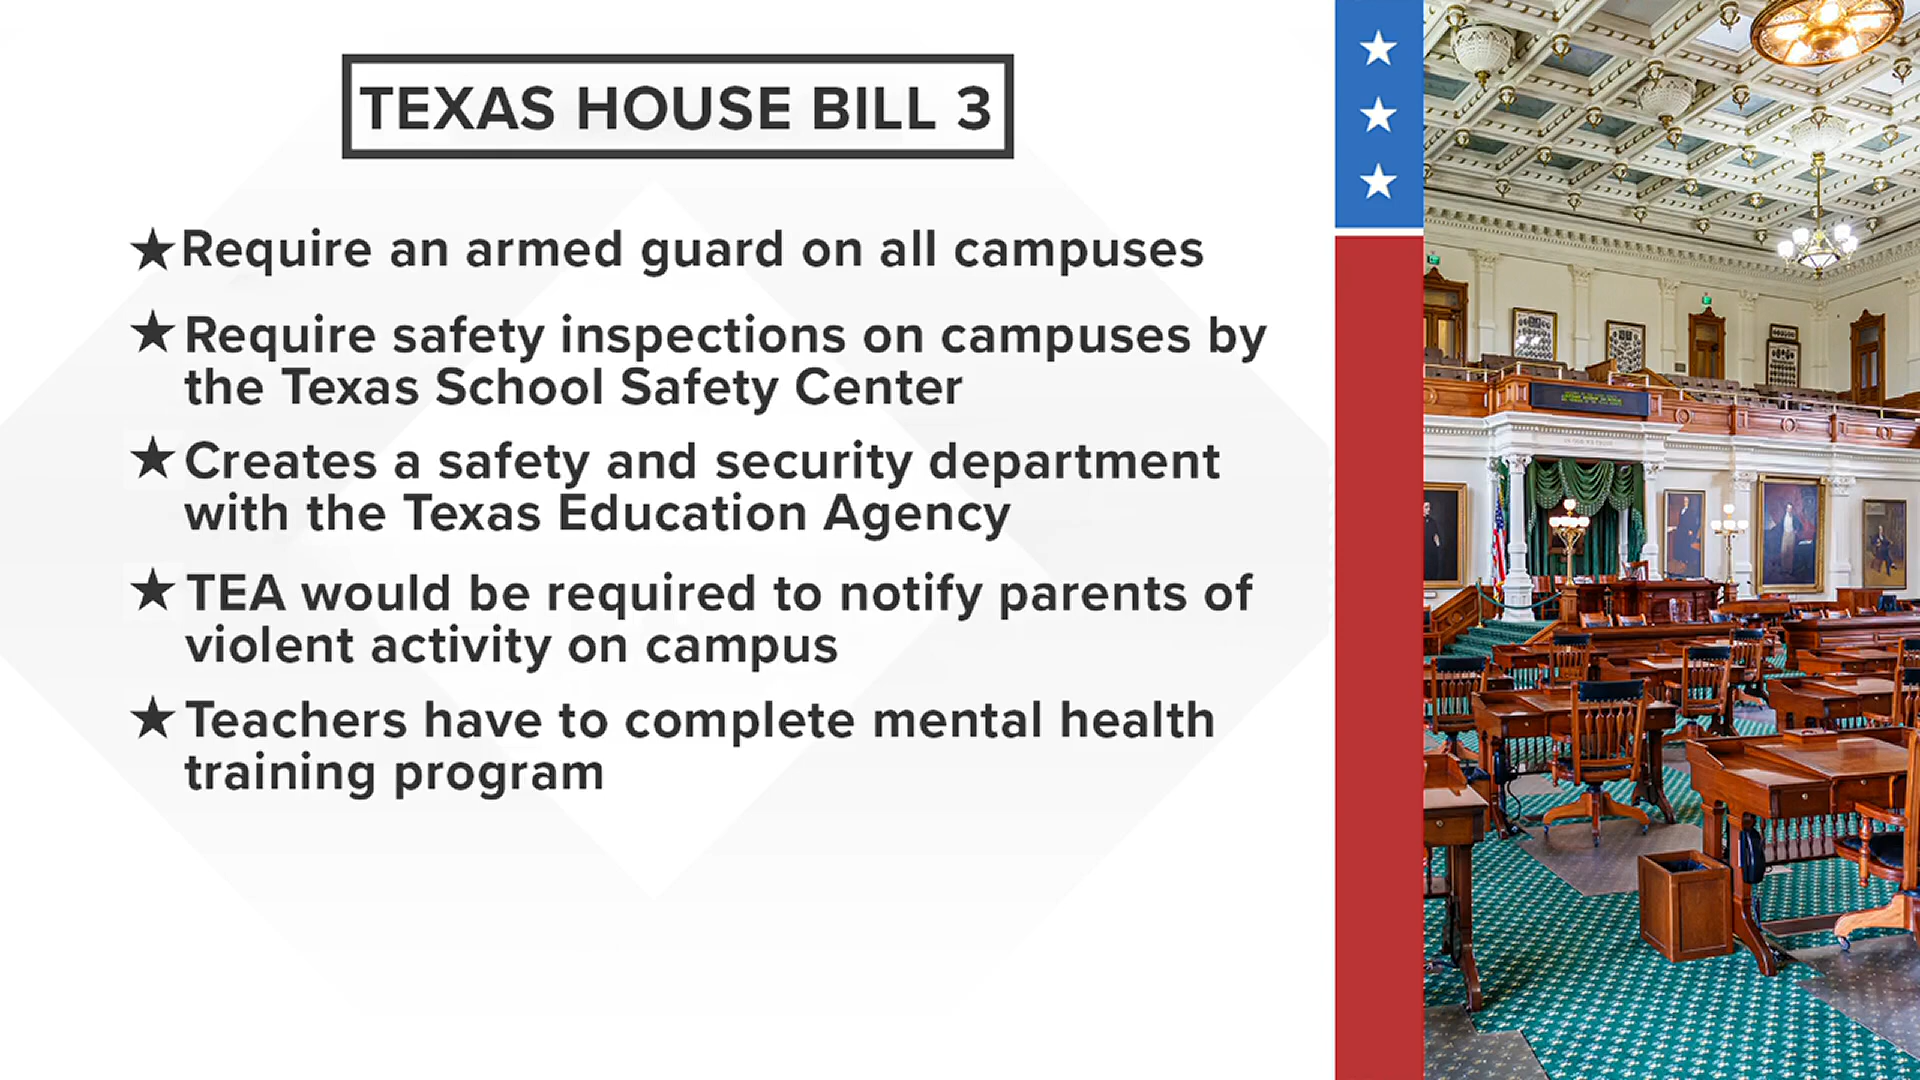 TEXAS HOUSE BILL 3
★Require an armed guard on all campuses
★Require safety inspections on campuses by
the Texas School Safety Center
★Creates a safety and security department
with the Texas Education Agency
★TEA would be required to notify parents of
violent activity on campus
★Teachers have to complete mental health
training program